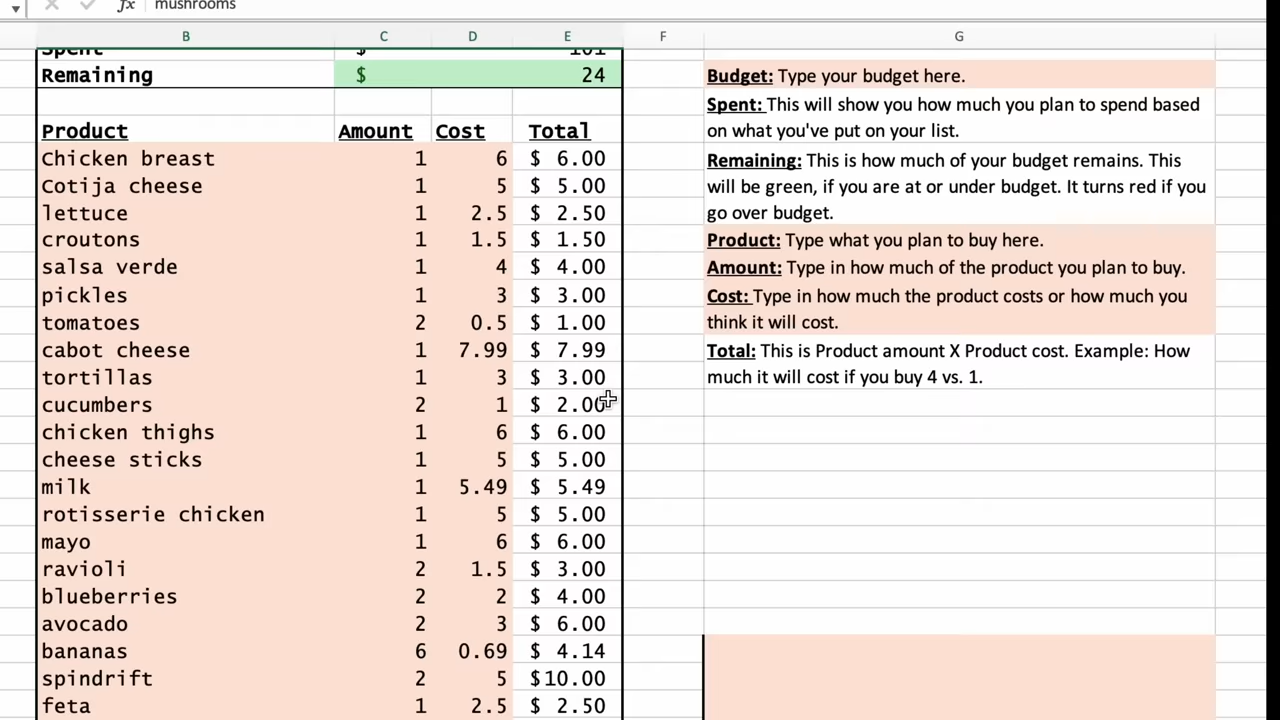 fx mushrooms
B C D E F G
Spent $ 101
Remaining $ 24
Product Amount Cost Total
Chicken breast 1 6 $ 6.00
Cotija cheese 1 5 $ 5.00
lettuce 1 2.5 $ 2.50
croutons 1 1.5 $ 1.50
salsa verde 1 4 $ 4.00
pickles 1 3 $ 3.00
tomatoes 2 0.5 $ 1.00
cabot cheese 1 7.99 $ 7.99
tortillas 1 3 $ 3.00
cucumbers 2 1 $ 2.00
chicken thighs 1 6 $ 6.00
cheese sticks 1 5 $ 5.00
milk 1 5.49 $ 5.49
rotisserie chicken 1 5 $ 5.00
mayo 1 6 $ 6.00
ravioli 2 1.5 $ 3.00
blueberries 2 2 $ 4.00
avocado 2 3 $ 6.00
bananas 6 0.69 $ 4.14
spindrift 2 5 $10.00
feta 1 2.5 $ 2.50
Budget: Type your budget here.
Spent: This will show you how much you plan to spend based
on what you've put on your list.
Remaining: This is how much of your budget remains. This
will be green, if you are at or under budget. It turns red if you
go over budget.
Product: Type what you plan to buy here.
Amount: Type in how much of the product you plan to buy.
Cost: Type in how much the product costs or how much you
think it will cost.
Total: This is Product amount X Product cost. Example: How
much it will cost if you buy 4 vs. 1.